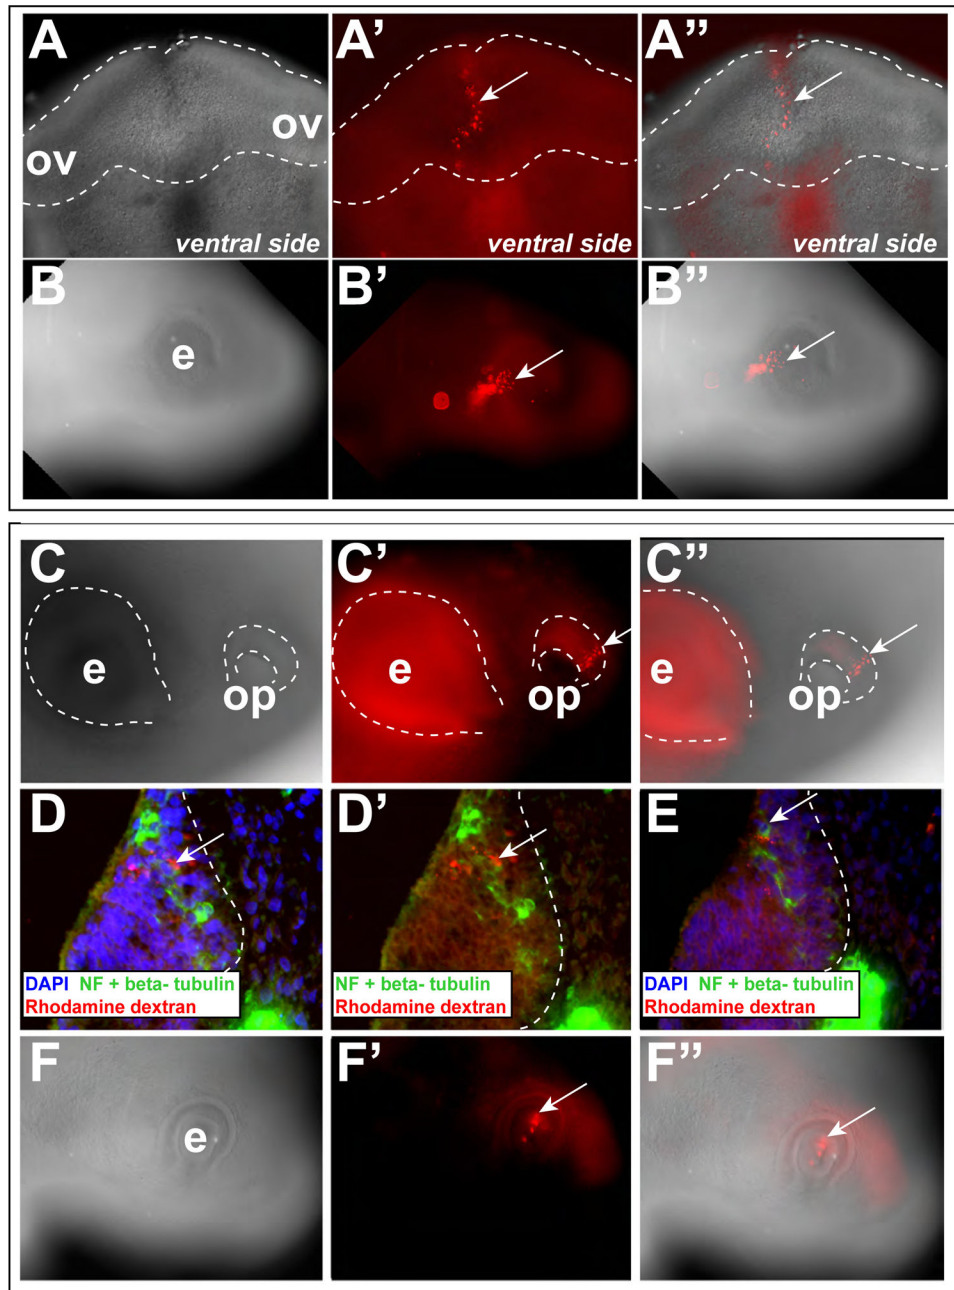 A A’ A”
ov ov
ventral side ventral side ventral side
B B’ B”
e
C C’ C”
e op e op e op
D D’ E
DAPI NF + beta- tubulin NF + beta- tubulin DAPI NF + beta- tubulin
Rhodamine dextran Rhodamine dextran Rhodamine dextran
F F’ F”
e